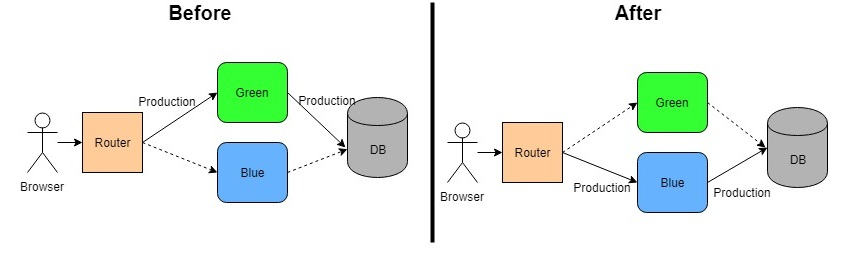 Before
Green
Production
Production
Router
DB
Blue
Browser
After
Green
Router
DB
Blue
Production
Production
Browser